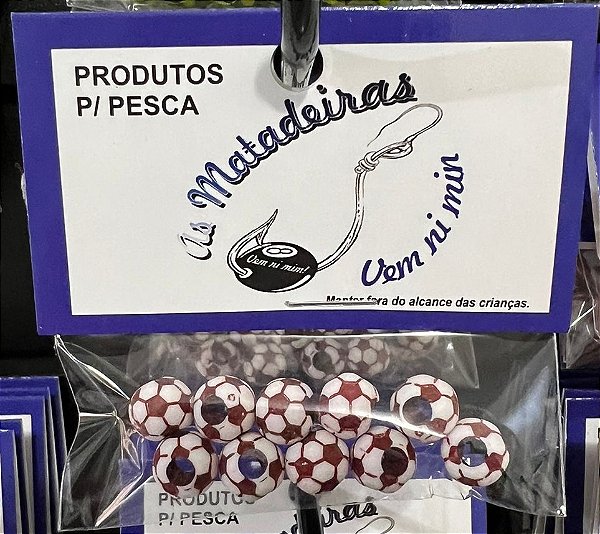 PRODUTOS
P/ PESCA
As Matadeiras
Vem ni mim!
Vem ni min
Manter fora do alcance das crianças.
PRODUTOS
P/ PESCA